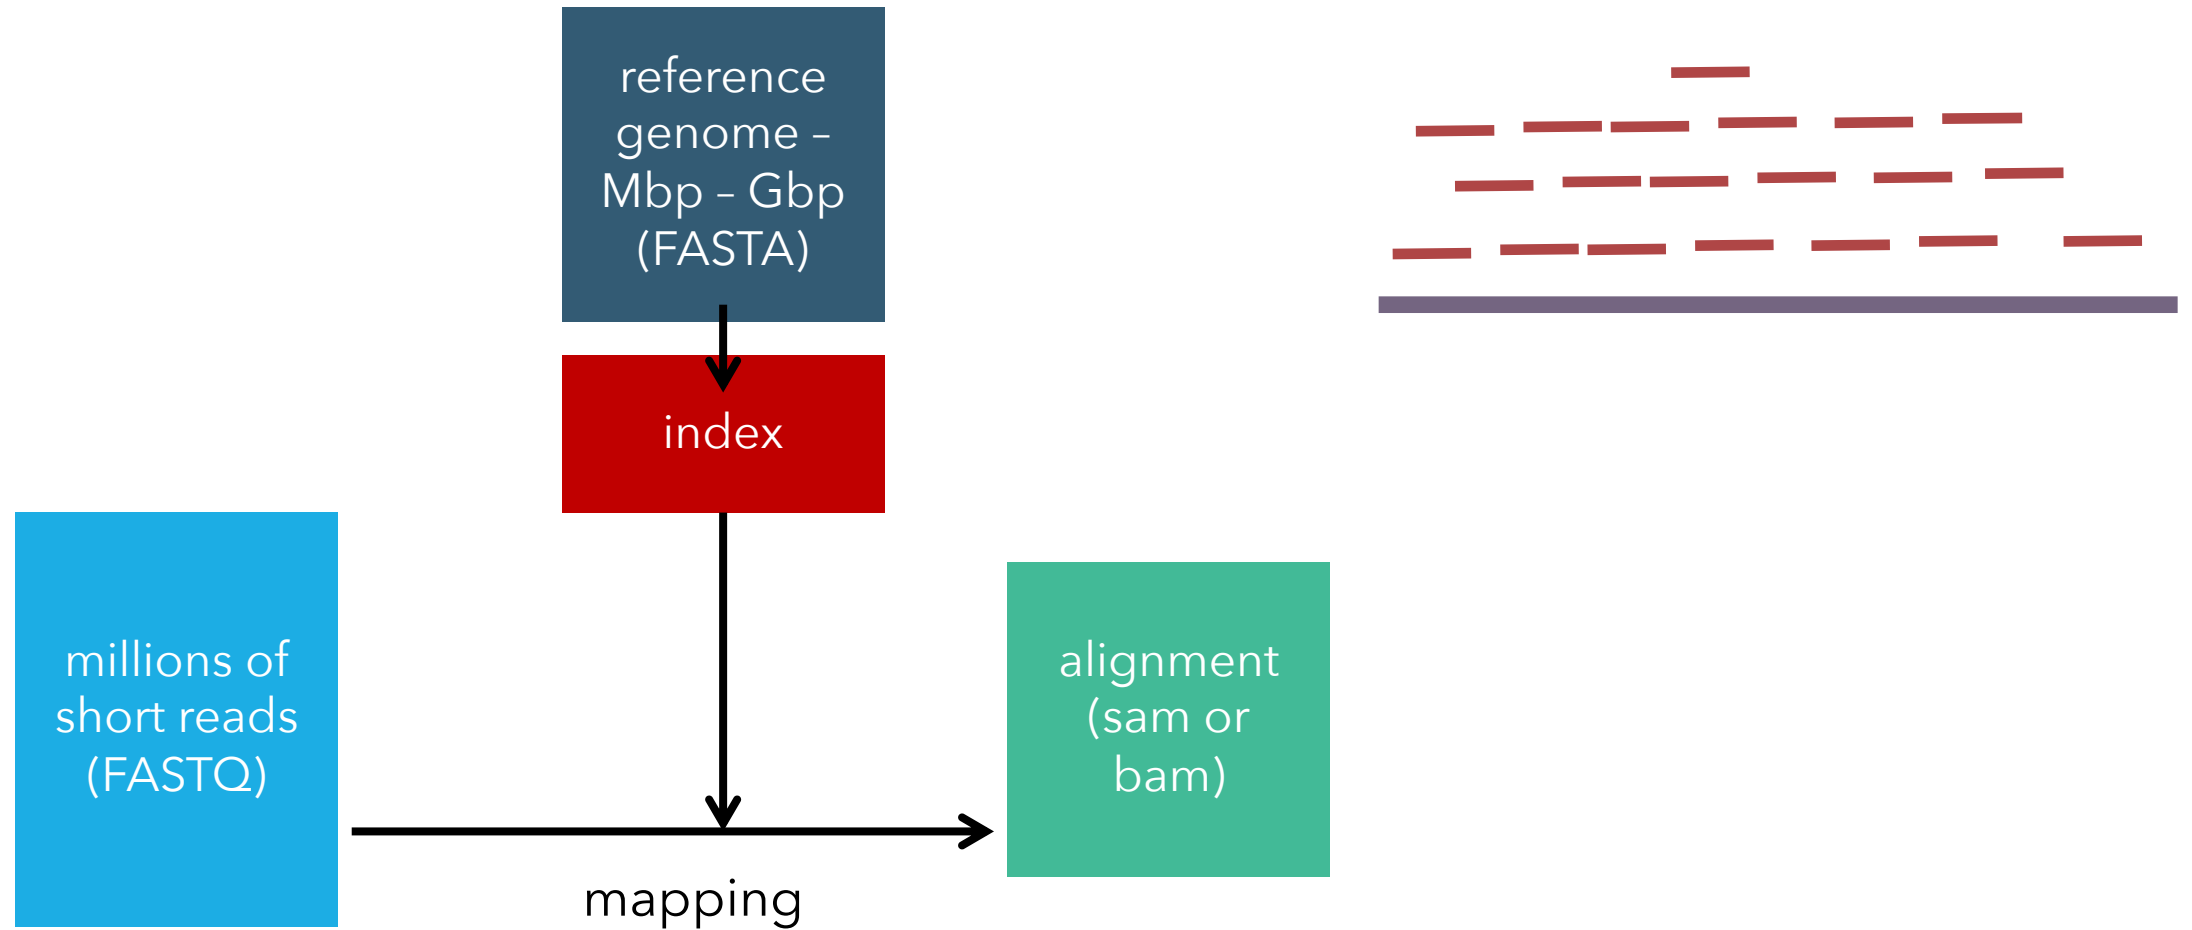 reference
genome –
Mbp – Gbp
(FASTA)
index
millions of
short reads
(FASTQ)
alignment
(sam or
bam)
mapping